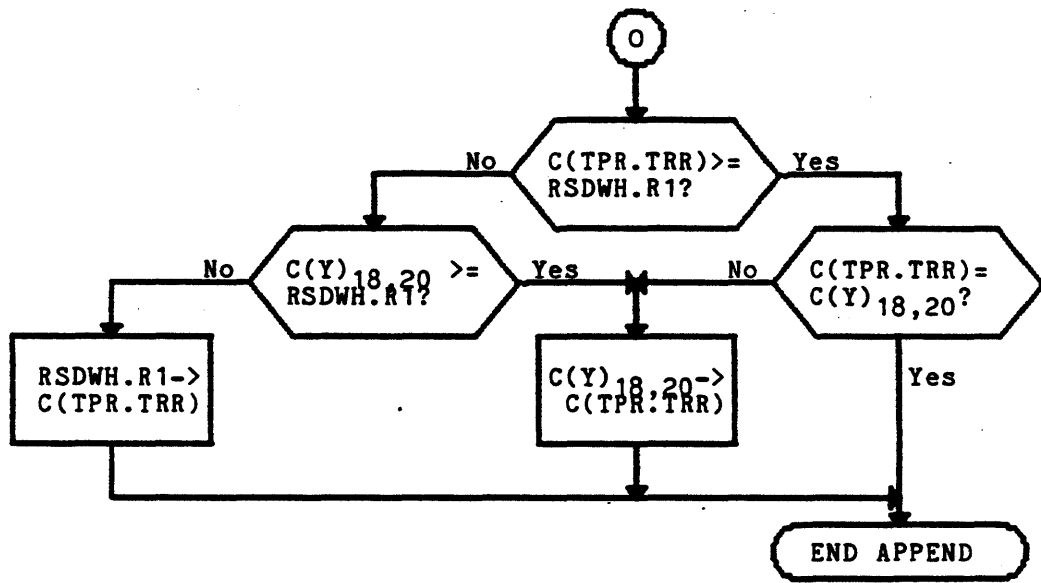 O
No
C(TPR.TRR)>=
RSDWH.R1?
Yes
No
C(Y)18,20 >=
RSDWH.R1?
Yes
No
C(TPR.TRR)=
C(Y)18,20?
RSDWH.R1->
C(TPR.TRR)
C(Y)18,20->
C(TPR.TRR)
Yes
END APPEND